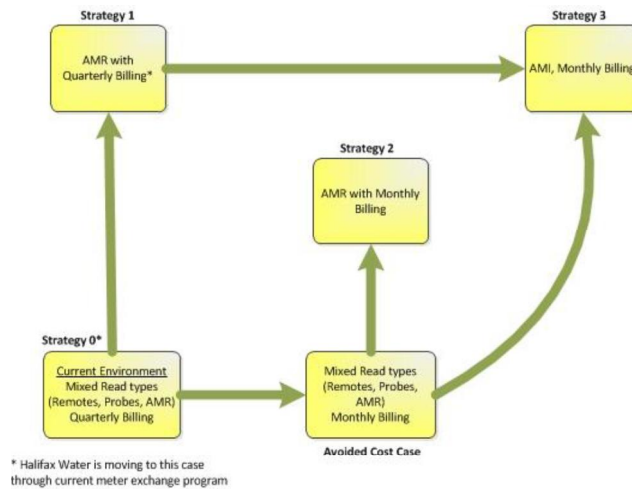 Strategy 1
AMR with
Quarterly Billing*
Strategy 3
AMI, Monthly Billing
Strategy 2
AMR with Monthly
Billing
Strategy 0*
Current Environment
Mixed Read types
(Remotes, Probes, AMR)
Quarterly Billing
Mixed Read types
(Remotes, Probes,
AMR)
Monthly Billing
Avoided Cost Case
* Halifax Water is moving to this case
through current meter exchange program